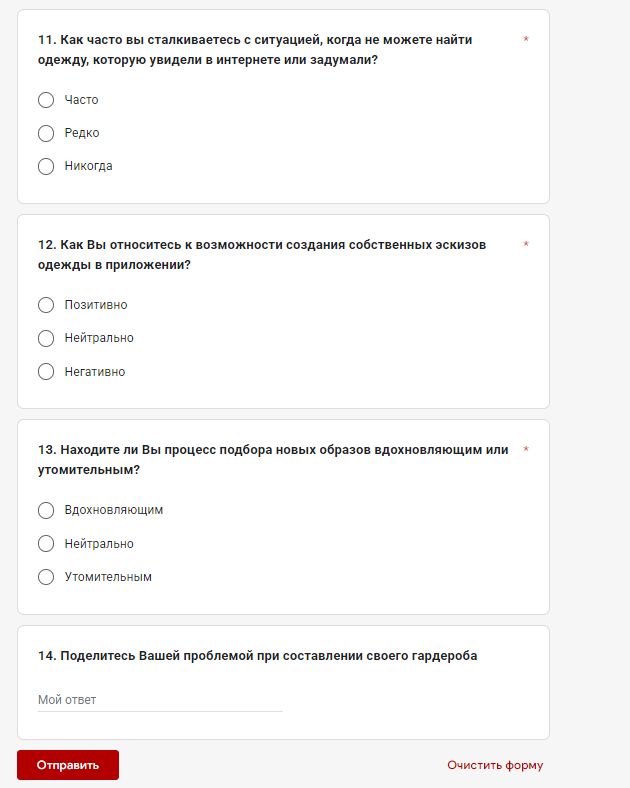 11. Как часто вы сталкиваетесь с ситуацией, когда не можете найти *
одежду, которую увидели в интернете или задумали?
Часто
Редко
Никогда
12. Как Вы относитесь к возможности создания собственных эскизов *
одежды в приложении?
Позитивно
Нейтрально
Негативно
13. Находите ли Вы процесс подбора новых образов вдохновляющим или *
утомительным?
Вдохновляющим
Нейтрально
Утомительным
14. Поделитесь Вашей проблемой при составлении своего гардероба
Мой ответ
Отправить Очистить форму